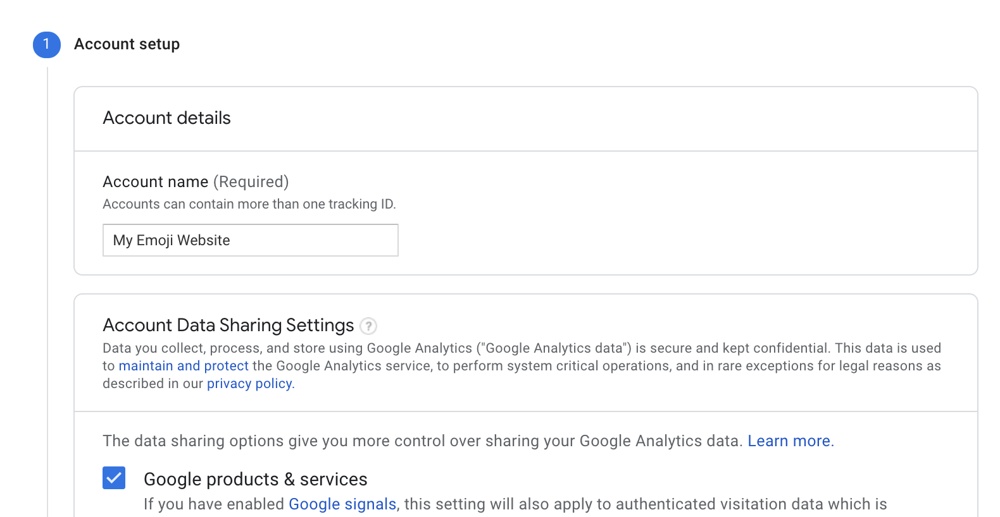 1 Account setup
Account details
Account name (Required)
Accounts can contain more than one tracking ID.
My Emoji Website
Account Data Sharing Settings ?
Data you collect, process, and store using Google Analytics ("Google Analytics data") is secure and kept confidential. This data is used
to maintain and protect the Google Analytics service, to perform system critical operations, and in rare exceptions for legal reasons as
described in our privacy policy.
The data sharing options give you more control over sharing your Google Analytics data. Learn more.
Google products & services
If you have enabled Google signals, this setting will also apply to authenticated visitation data which is